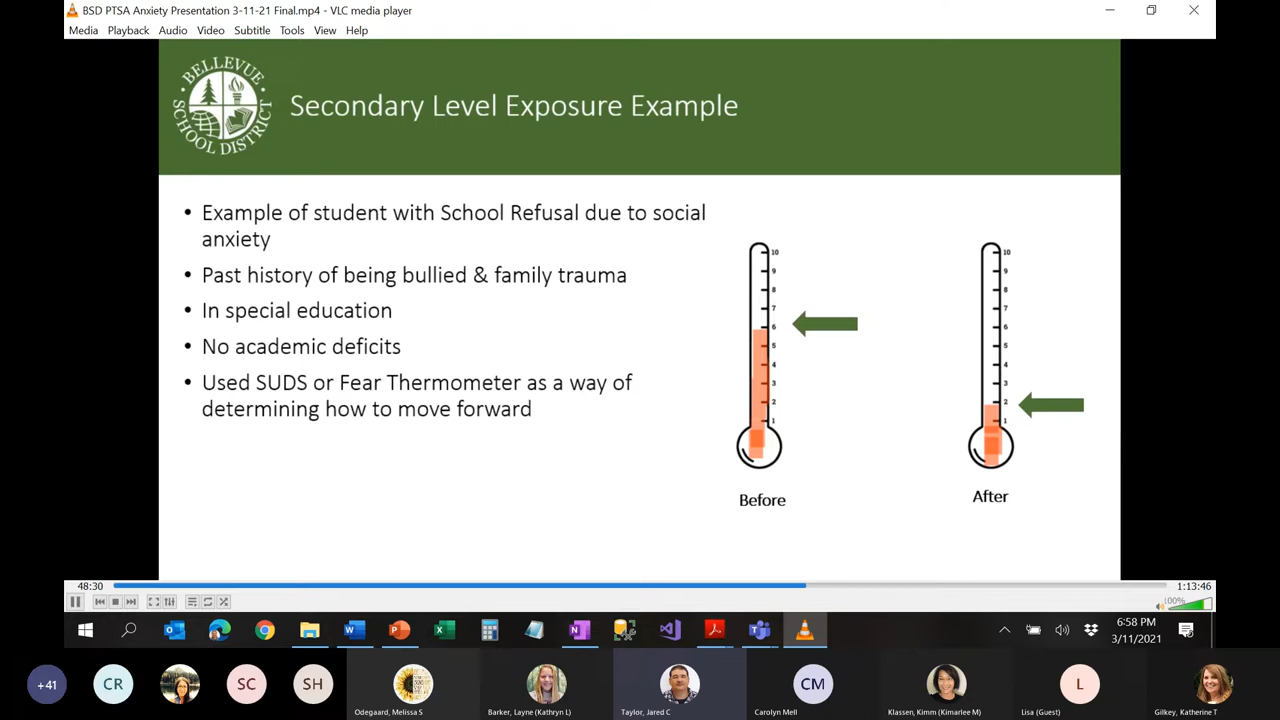 BSD PTSA Anxiety Presentation 3-11-21 Final.mp4 - VLC media player
Media Playback Audio Video Subtitle Tools View Help
BELLEVUE
SCHOOL DISTRICT
Secondary Level Exposure Example
• Example of student with School Refusal due to social
anxiety
• Past history of being bullied & family trauma
• In special education
• No academic deficits
• Used SUDS or Fear Thermometer as a way of
determining how to move forward
10
9
8
7
6
5
4
3
2
1
Before
10
9
8
7
6
5
4
3
2
1
After
48:30
1:13:46
100%
6:58 PM
3/11/2021
+41
CR
SC
SH
Odegaard, Melissa S
Barker, Layne (Kathryn L)
Taylor, Jared C
CM
Carolyn Mell
Klassen, Kimm (Kimarlee M)
L
Lisa (Guest)
Gilkey, Katherine T